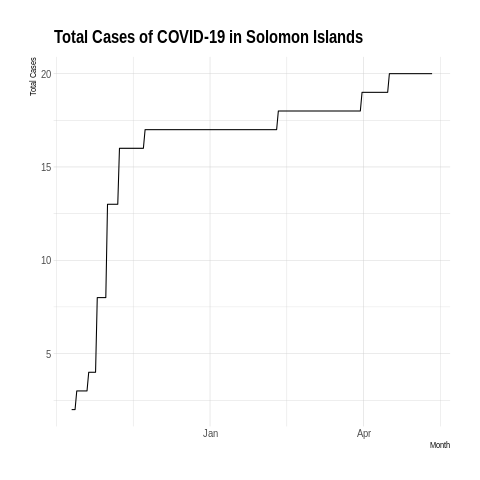 Total Cases of COVID-19 in Solomon Islands
Total Cases
20
15
10
5
Jan
Apr
Month